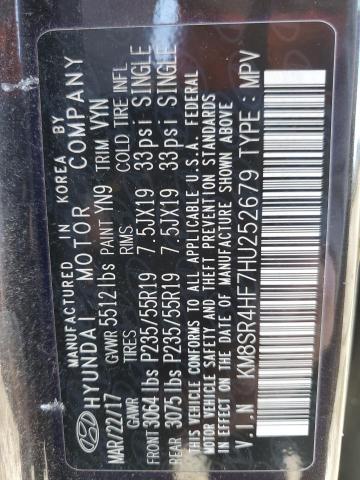 MANUFACTURED IN KOREA BY
HYUNDAI MOTOR COMPANY
MAR/22/17 GVWR 5512 lbs PAINT YN9 TRIM VYN
GAWR TIRES RIMS COLD TIRE INFL
FRONT 3064 lbs P235/55R19 7.5JX19 33psi SINGLE
REAR 3075 lbs P235/55R19 7.5JX19 33psi SINGLE
THIS VEHICLE CONFORMS TO ALL APPLICABLE U.S.A. FEDERAL
MOTOR VEHICLE SAFETY AND THEFT PREVENTION STANDARDS
IN EFFECT ON THE DATE OF MANUFACTURE SHOWN ABOVE
V.I.N : KM8SR4HF7HU252679 TYPE : MPV